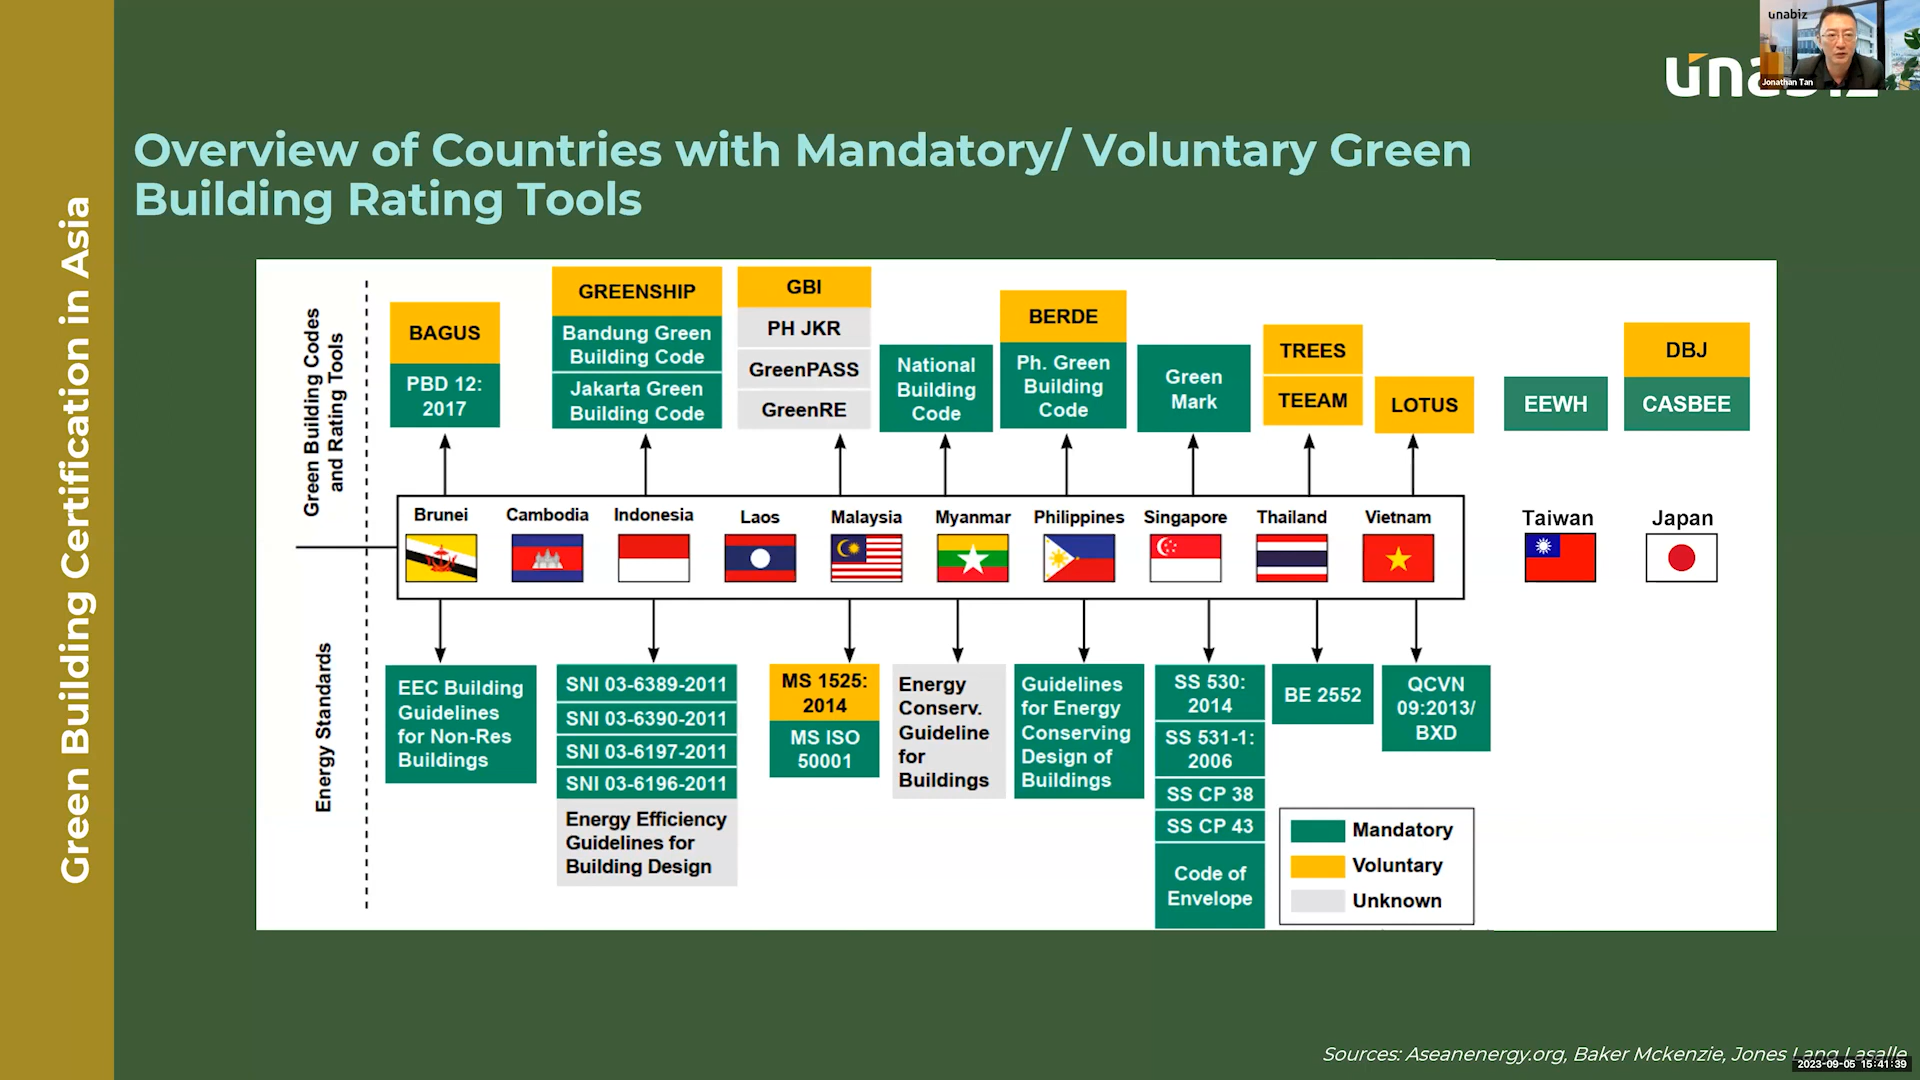 unabiz
Jonathan Tan
Overview of Countries with Mandatory/ Voluntary Green
Building Rating Tools
Green Building Certification in Asia
Green Building Codes
and Rating Tools
BAGUS
PBD 12:
2017
GREENSHIP
Bandung Green
Building Code
Jakarta Green
Building Code
GBI
PH JKR
GreenPASS
GreenRE
National
Building
Code
BERDE
Ph. Green
Building
Code
Green
Mark
TREES
TEEAM
LOTUS
EEWH
DBJ
CASBEE
Brunei
Cambodia
Indonesia
Laos
Malaysia
Myanmar
Philippines
Singapore
Thailand
Vietnam
Taiwan
Japan
Energy Standards
EEC Building
Guidelines
for Non-Res
Buildings
SNI 03-6389-2011
SNI 03-6390-2011
SNI 03-6197-2011
SNI 03-6196-2011
Energy Efficiency
Guidelines for
Building Design
MS 1525:
2014
MS ISO
50001
Energy
Conserv.
Guideline
for
Buildings
Guidelines
for Energy
Conserving
Design of
Buildings
SS 530:
2014
SS 531-1:
2006
SS CP 38
SS CP 43
Code of
Envelope
BE 2552
QCVN
09:2013/
BXD
Mandatory
Voluntary
Unknown
Sources: Aseanenergy.org, Baker Mckenzie, Jones Lang Lasalle
2023-09-05 15:41:39